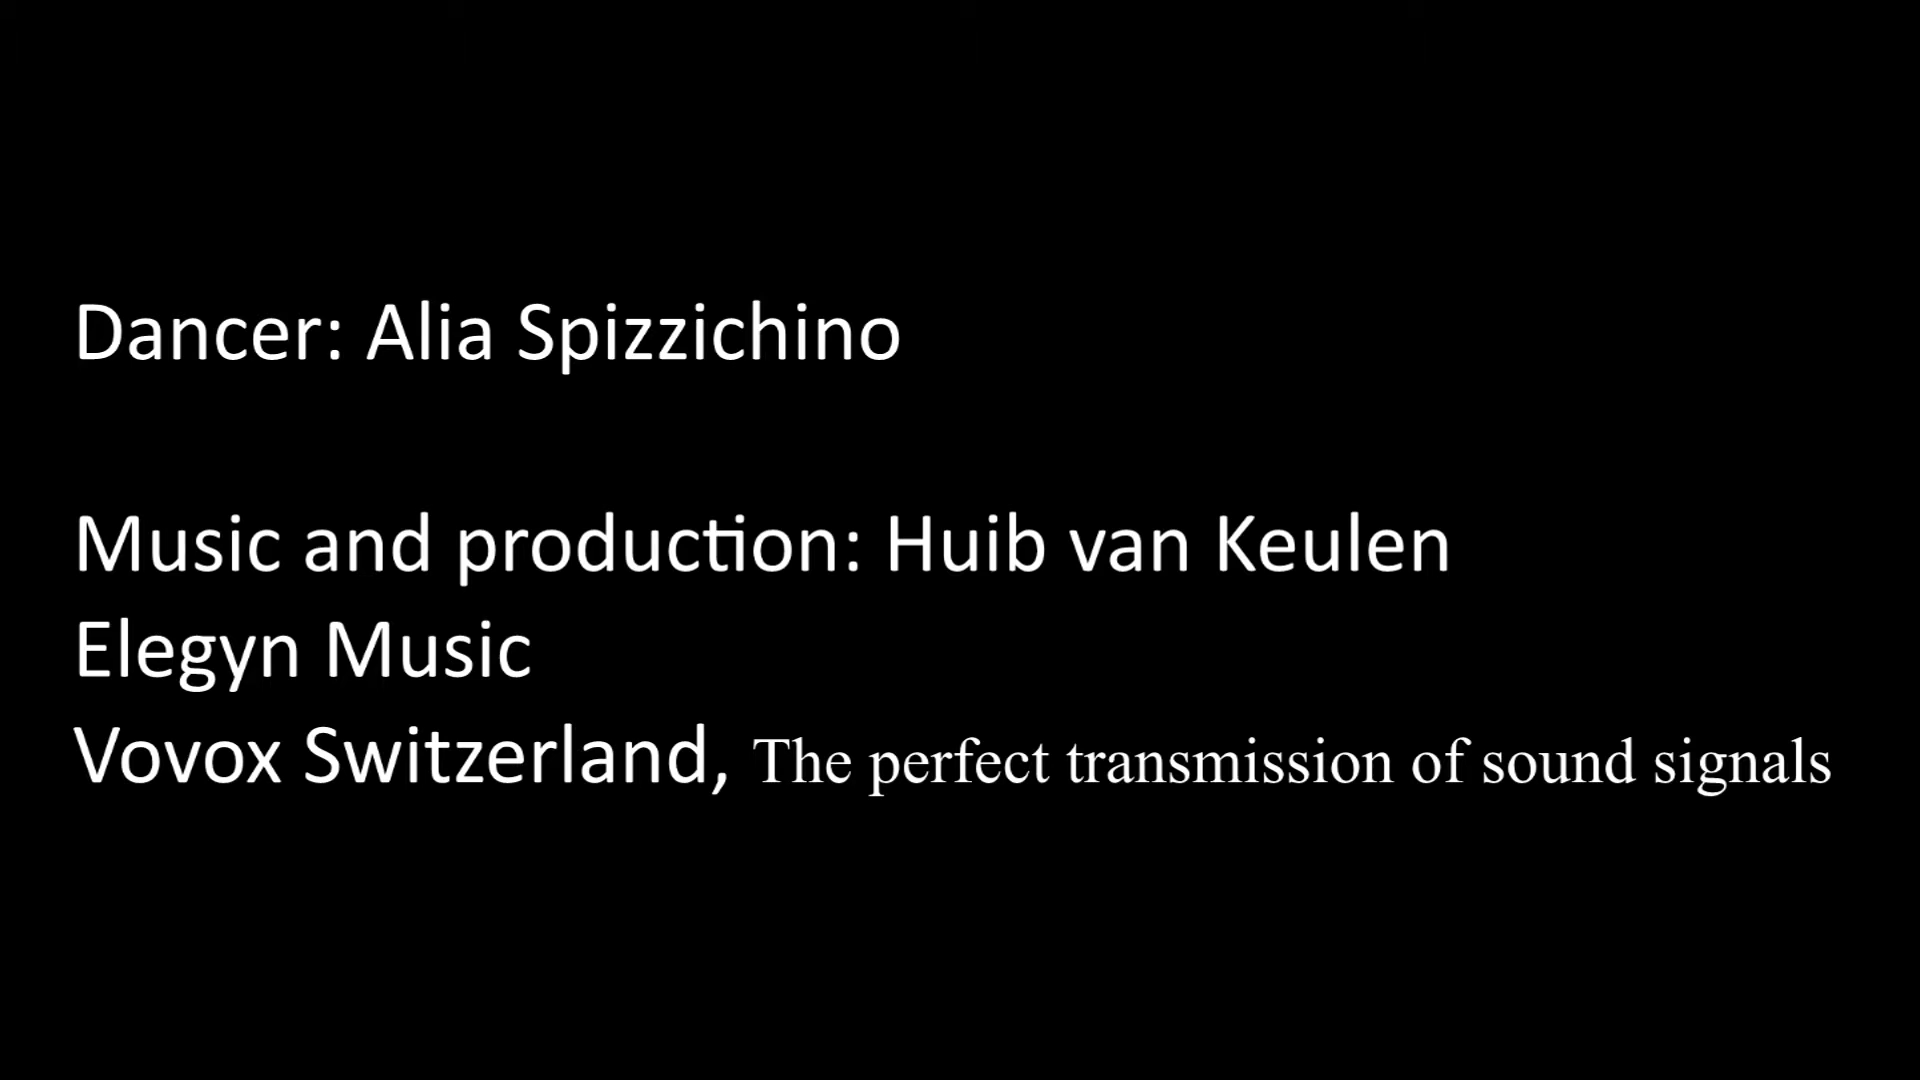 Dancer: Alia Spizzichino
Music and production: Huib van Keulen
Elegyn Music
Vovox Switzerland, The perfect transmission of sound signals